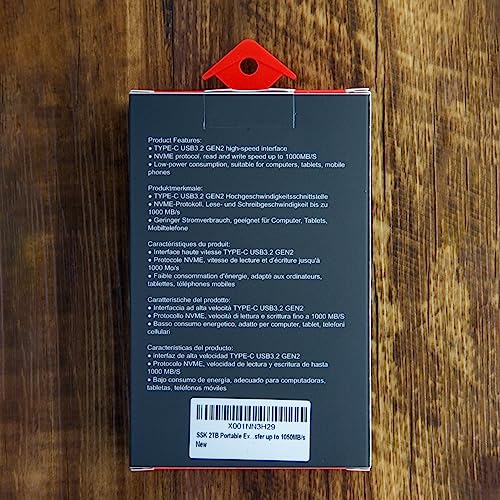 Product Features:
● TYPE-C USB3.2 GEN2 high-speed interface
● NVME protocol, read and write speed up to 1000MB/S
● Low-power consumption, suitable for computers, tablets, mobile
phones
Produktmerkmale:
● TYPE-C USB3.2 GEN2 Hochgeschwindigkeitsschnittstelle
● NVME-Protokoll, Lese- und Schreibgeschwindigkeit bis zu
1000 MB/s
● Geringer Stromverbrauch, geeignet für Computer, Tablets,
Mobiltelefone
Caractéristiques du produit:
● Interface haute vitesse TYPE-C USB3.2 GEN2
● Protocole NVME, vitesse de lecture et d'écriture jusqu'à
1000 Mo/s
● Faible consommation d'énergie, adapté aux ordinateurs,
tablettes, téléphones mobiles
Caratteristiche del prodotto:
● Interfaccia ad alta velocità TYPE-C USB3.2 GEN2
● Protocollo NVME, velocità di lettura e scrittura fino a 1000 MB/S
● Basso consumo energetico, adatto per computer, tablet, telefoni
cellulari
Características del producto:
● interfaz de alta velocidad TYPE-C USB3.2 GEN2
● Protocolo NVME, velocidad de lectura y escritura de hasta
1000 MB/S
● Bajo consumo de energía, adecuado para computadoras,
tabletas, teléfonos móviles
X001NN3H29
SSK 2TB Portable Ex...sfer up to 1050MB/s
New